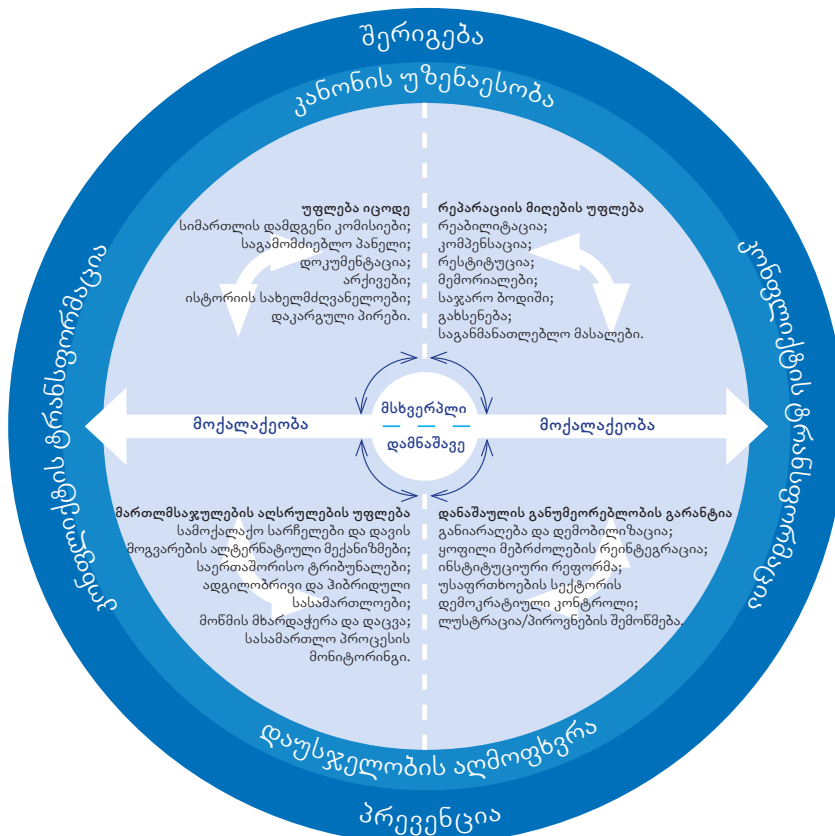 შერიგება
კანონის უზენაესობა
კონფლიქტის ტრანსფორმაცია
კონფლიქტის ტრანსფორმაცია
უფლება იცოდე
სიმართლის დამდგენი კომისიები;
საგამომძიებლო პანელი;
დოკუმენტაცია;
არქივები;
ისტორიის სახელმძღვანელოები;
დაკარგული პირები.
რეპარაციის მიღების უფლება
რეაბილიტაცია;
კომპენსაცია;
რესტიტუცია;
მემორიალები;
საჯარო ბოდიში;
გახსენება;
საგანმანათლებლო მასალები.
მოქალაქეობა
მსხვერპლი
დამნაშავე
მოქალაქეობა
მართლმსაჯულების აღსრულების უფლება
სამოქალაქო სარჩელები და დავის
მოგვარების ალტერნატიული მექანიზმები;
საერთაშორისო ტრიბუნალები;
ადგილობრივი და ჰიბრიდული
სასამართლოები;
მოწმის მხარდაჭერა და დაცვა;
სასამართლო პროცესის
მონიტორინგი.
დანაშაულის განუმეორებლობის გარანტია
განიარაღება და დემობილიზაცია;
ყოფილი მებრძოლების რეინტეგრაცია;
ინსტიტუციური რეფორმა;
უსაფრთხოების სექტორის
დემოკრატიული კონტროლი;
ლუსტრაცია/პიროვნების შემოწმება.
დაუსჯელობის აღმოფხვრა
პრევენცია